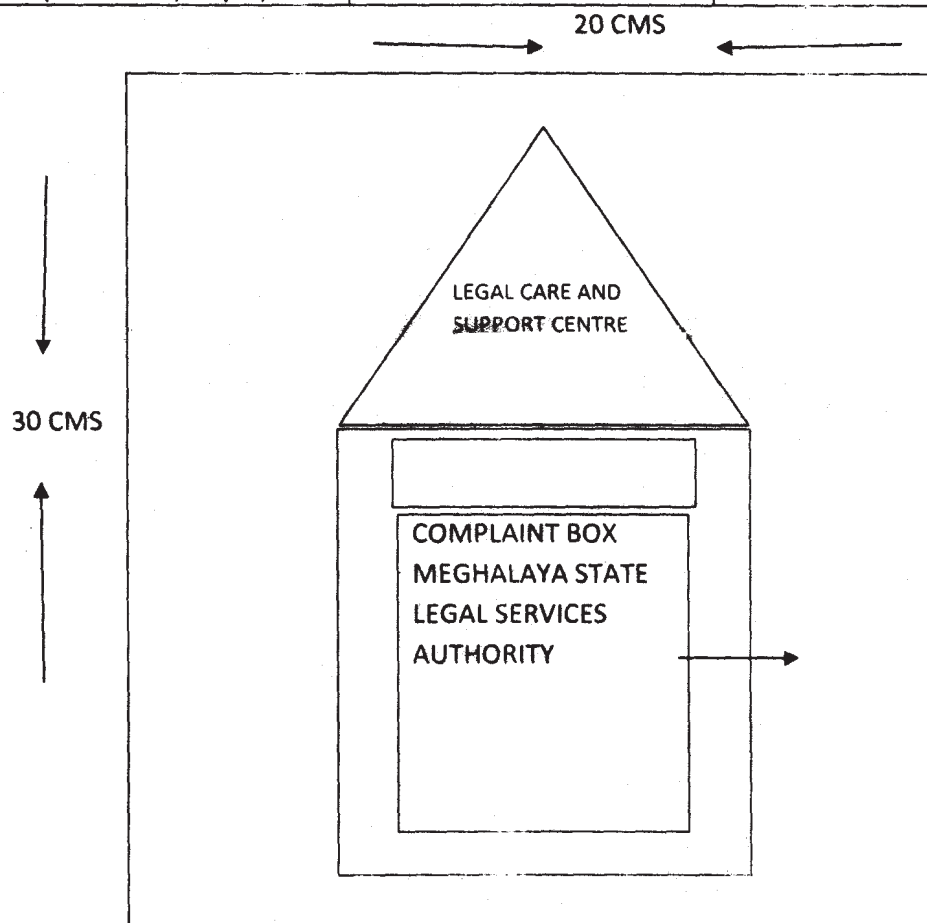 20 CMS
LEGAL CARE AND
SUPPORT CENTRE
30 CMS
COMPLAINT BOX
MEGHALAYA STATE
LEGAL SERVICES
AUTHORITY